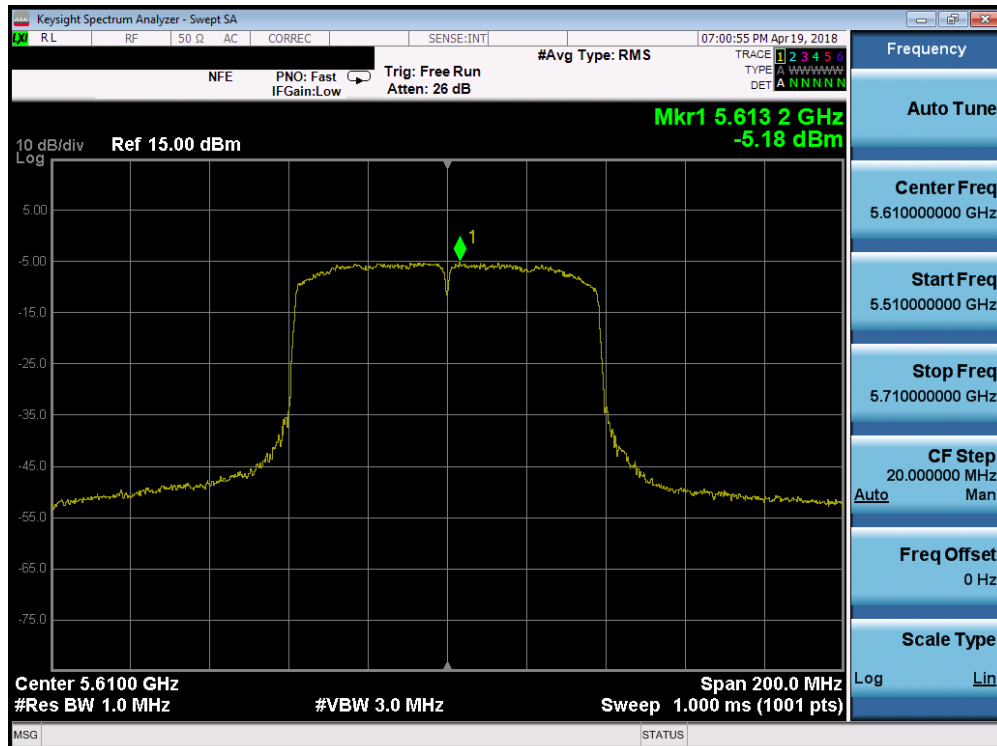 Keysight Spectrum Analyzer - Swept SA
LXI RL RF 50 Ω AC CORREC SENSE:INT 07:00:55 PM Apr 19, 2018
#Avg Type: RMS TRACE 1 2 3 4 5 6
NFE PNO: Fast Trig: Free Run TYPE A WWWWW
IFGain:Low Atten: 26 dB DET A N N N N N
Mkr1 5.613 2 GHz
10 dB/div Ref 15.00 dBm -5.18 dBm
Log
1
5.00
-5.00
-15.0
-25.0
-35.0
-45.0
-55.0
-65.0
-75.0
Center 5.6100 GHz Span 200.0 MHz
#Res BW 1.0 MHz #VBW 3.0 MHz Sweep 1.000 ms (1001 pts)
MSG STATUS
Frequency
Auto Tune
Center Freq
5.610000000 GHz
Start Freq
5.510000000 GHz
Stop Freq
5.710000000 GHz
CF Step
20.000000 MHz
Auto Man
Freq Offset
0 Hz
Scale Type
Log Lin